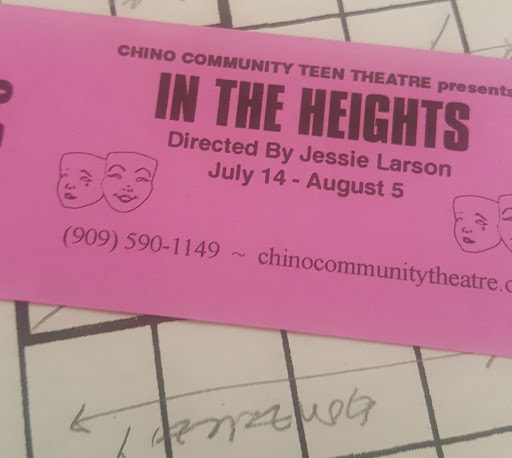 CHINO COMMUNITY TEEN THEATRE presents
IN THE HEIGHTS
Directed By Jessie Larson
July 14 - August 5
(909) 590-1149 ~ chinocommunitytheatre.c